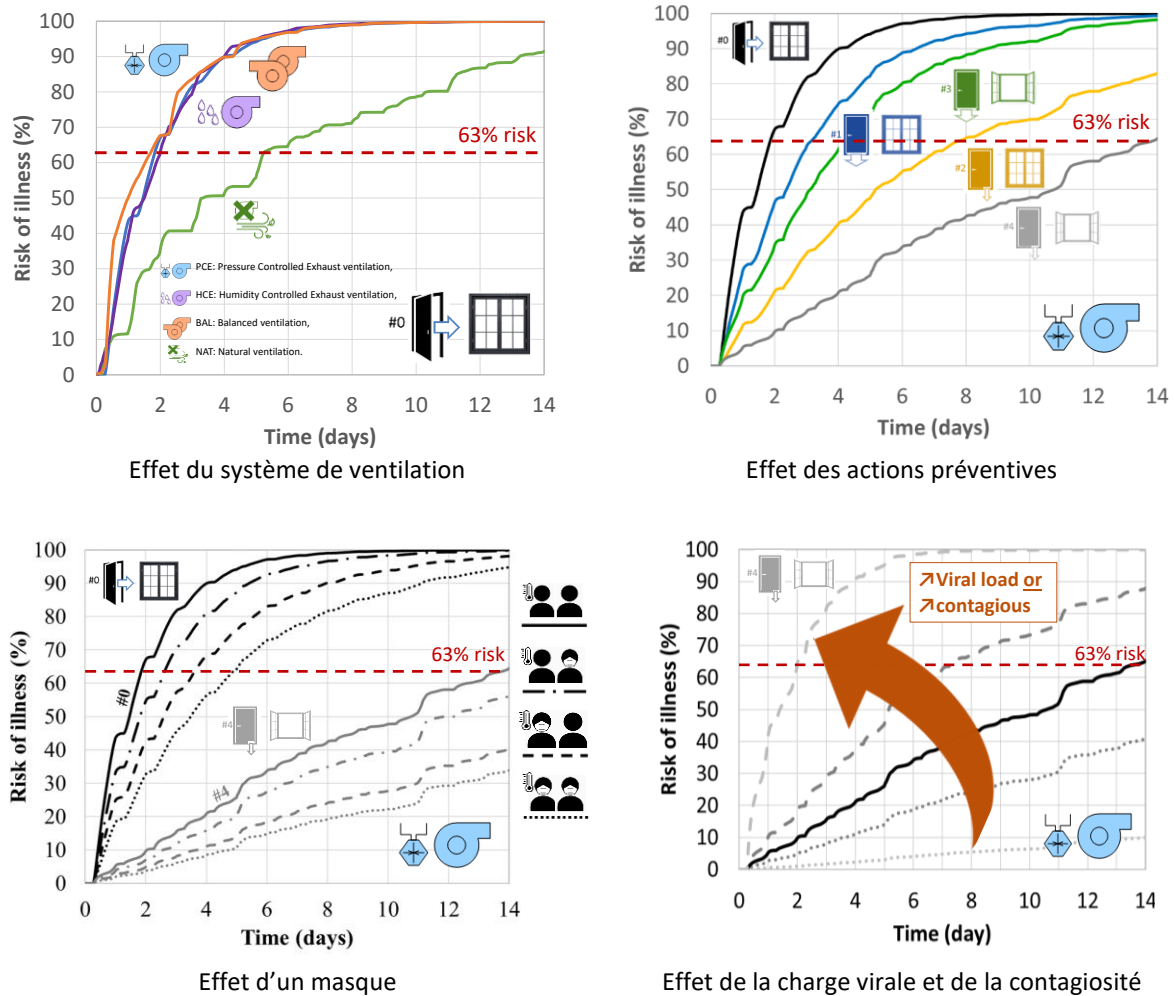 Risk of illness (%)
100
90
80
70
60
50
40
30
20
10
0
63% risk
PCE: Pressure Controlled Exhaust ventilation,
HCE: Humidity Controlled Exhaust ventilation,
BAL: Balanced ventilation,
NAT: Natural ventilation.
#0
0 2 4 6 8 10 12 14
Time (days)
Effet du système de ventilation
Risk of illness (%)
100
90
80
70
60
50
40
30
20
10
0
#0
#3
63% risk
#1
#2
#4
0 2 4 6 8 10 12 14
Time (days)
Effet des actions préventives
Risk of illness (%)
100
90
80
70
60
50
40
30
20
10
0
#0
63% risk
#0
#4
#4
0 2 4 6 8 10 12 14
Time (days)
Effet d’un masque
Risk of illness (%)
100
90
80
70
60
50
40
30
20
10
0
#4
↗Viral load or
↗contagious
63% risk
0 2 4 6 8 10 12 14
Time (day)
Effet de la charge virale et de la contagiosité